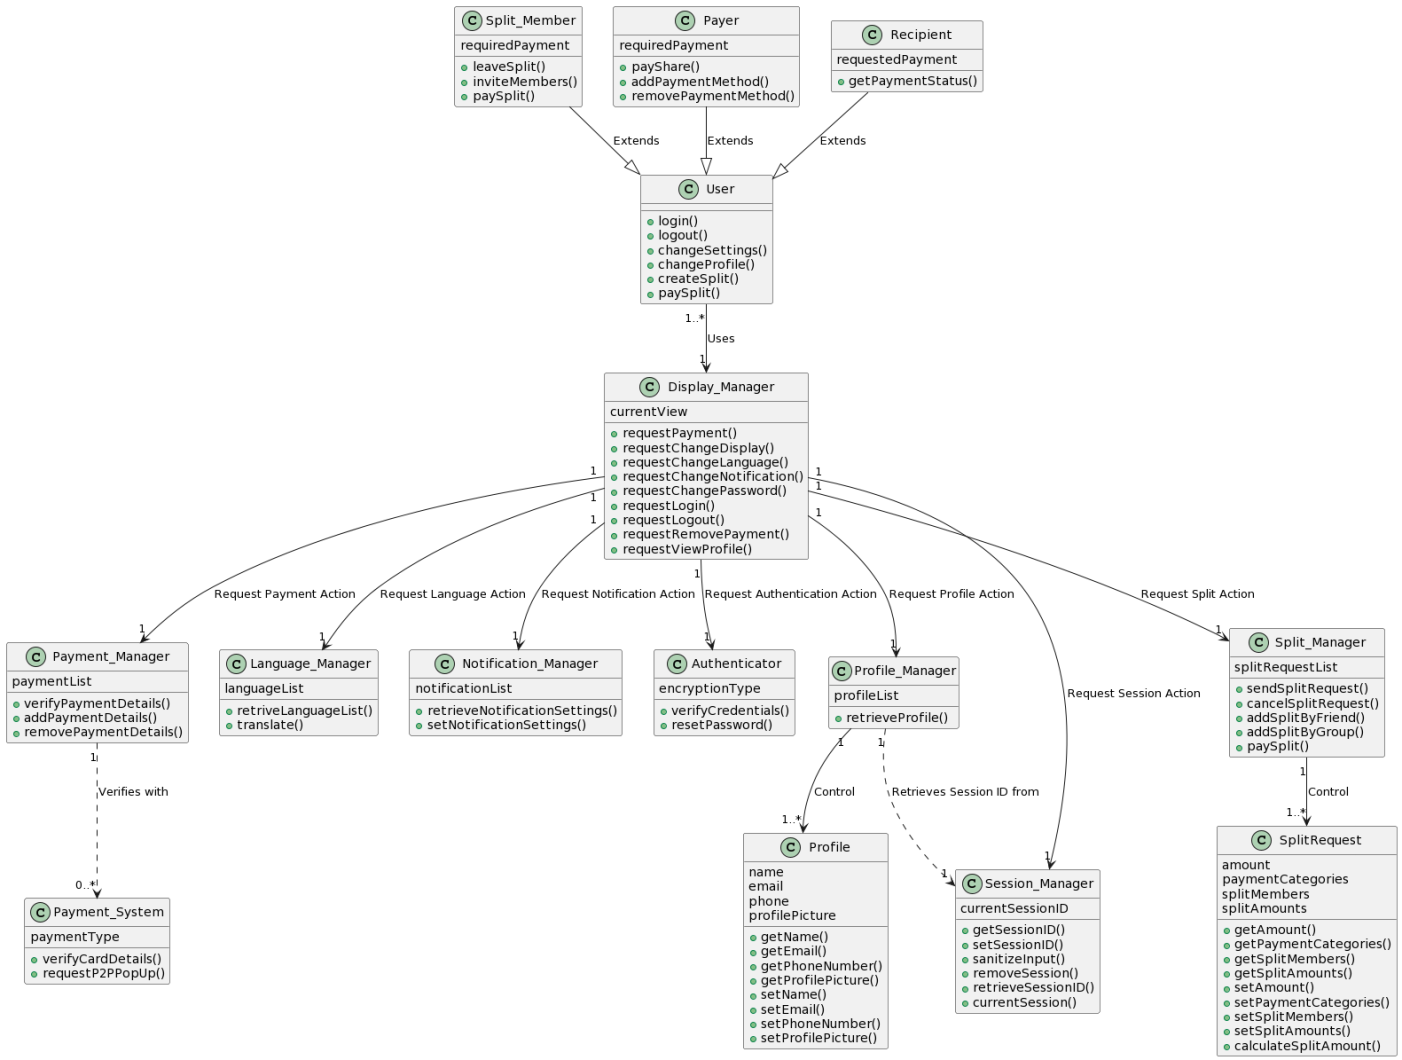 C Split_Member
requiredPayment
leaveSplit()
inviteMembers()
paySplit()
C Payer
requiredPayment
payShare()
addPaymentMethod()
removePaymentMethod()
C Recipient
requestedPayment
getPaymentStatus()
Extends
Extends
Extends
C User
login()
logout()
changeSettings()
changeProfile()
createSplit()
paySplit()
1..*
Uses
1
C Display_Manager
currentView
requestPayment()
requestChangeDisplay()
requestChangeLanguage()
requestChangeNotification()
requestChangePassword()
requestLogin()
requestLogout()
requestRemovePayment()
requestViewProfile()
1
1
1
1
1
1
1
Request Payment Action
Request Language Action
Request Notification Action
Request Authentication Action
Request Profile Action
Request Split Action
Request Session Action
1
1
1
1
1
1
1
C Payment_Manager
paymentList
verifyPaymentDetails()
addPaymentDetails()
removePaymentDetails()
C Language_Manager
languageList
retriveLanguageList()
translate()
C Notification_Manager
notificationList
retrieveNotificationSettings()
setNotificationSettings()
C Authenticator
encryptionType
verifyCredentials()
resetPassword()
C Profile_Manager
profileList
retrieveProfile()
C Split_Manager
splitRequestList
sendSplitRequest()
cancelSplitRequest()
addSplitByFriend()
addSplitByGroup()
paySplit()
1
Verifies with
0..*
1
Control
1..*
1
Retrieves Session ID from
1
1
Control
1..*
C Payment_System
paymentType
verifyCardDetails()
requestP2PPopUp()
C Profile
name
email
phone
profilePicture
getName()
getEmail()
getPhoneNumber()
getProfilePicture()
setName()
setEmail()
setPhoneNumber()
setProfilePicture()
C Session_Manager
currentSessionID
getSessionID()
setSessionID()
sanitizeInput()
removeSession()
retrieveSessionID()
currentSession()
C SplitRequest
amount
paymentCategories
splitMembers
splitAmounts
getAmount()
getPaymentCategories()
getSplitMembers()
getSplitAmounts()
setAmount()
setPaymentCategories()
setSplitMembers()
setSplitAmounts()
calculateSplitAmount()